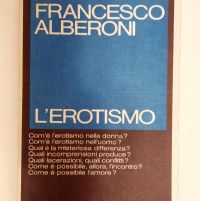 FRANCESCO
ALBERONI
L'EROTISMO
Com'è l'erotismo nella donna?
Com'è l'erotismo nell'uomo?
Qual è la misteriosa differenza?
Quali incomprensioni produce?
Quali lacerazioni, quali conflitti?
Come è possibile, allora, l'incontro?
Come è possibile l'amore?